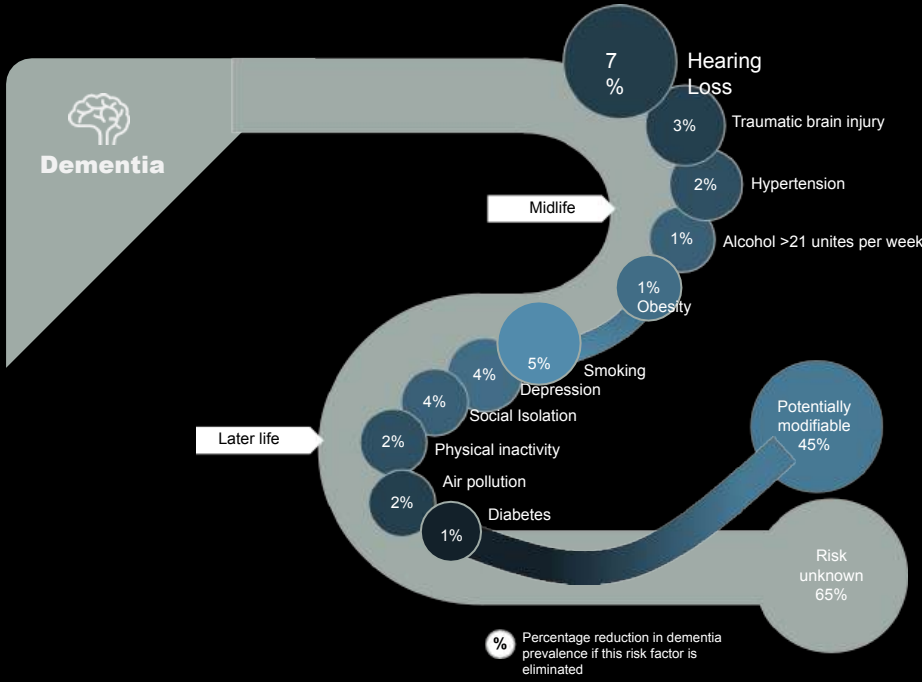 7
%
Hearing
Loss
3%
Traumatic brain injury
Dementia
2%
Hypertension
Midlife
1%
Alcohol >21 unites per week
1%
Obesity
5%
Smoking
4%
Depression
4%
Social Isolation
Potentially
modifiable
45%
Later life
2%
Physical inactivity
2%
Air pollution
1%
Diabetes
Risk
unknown
65%
%
Percentage reduction in dementia
prevalence if this risk factor is
eliminated